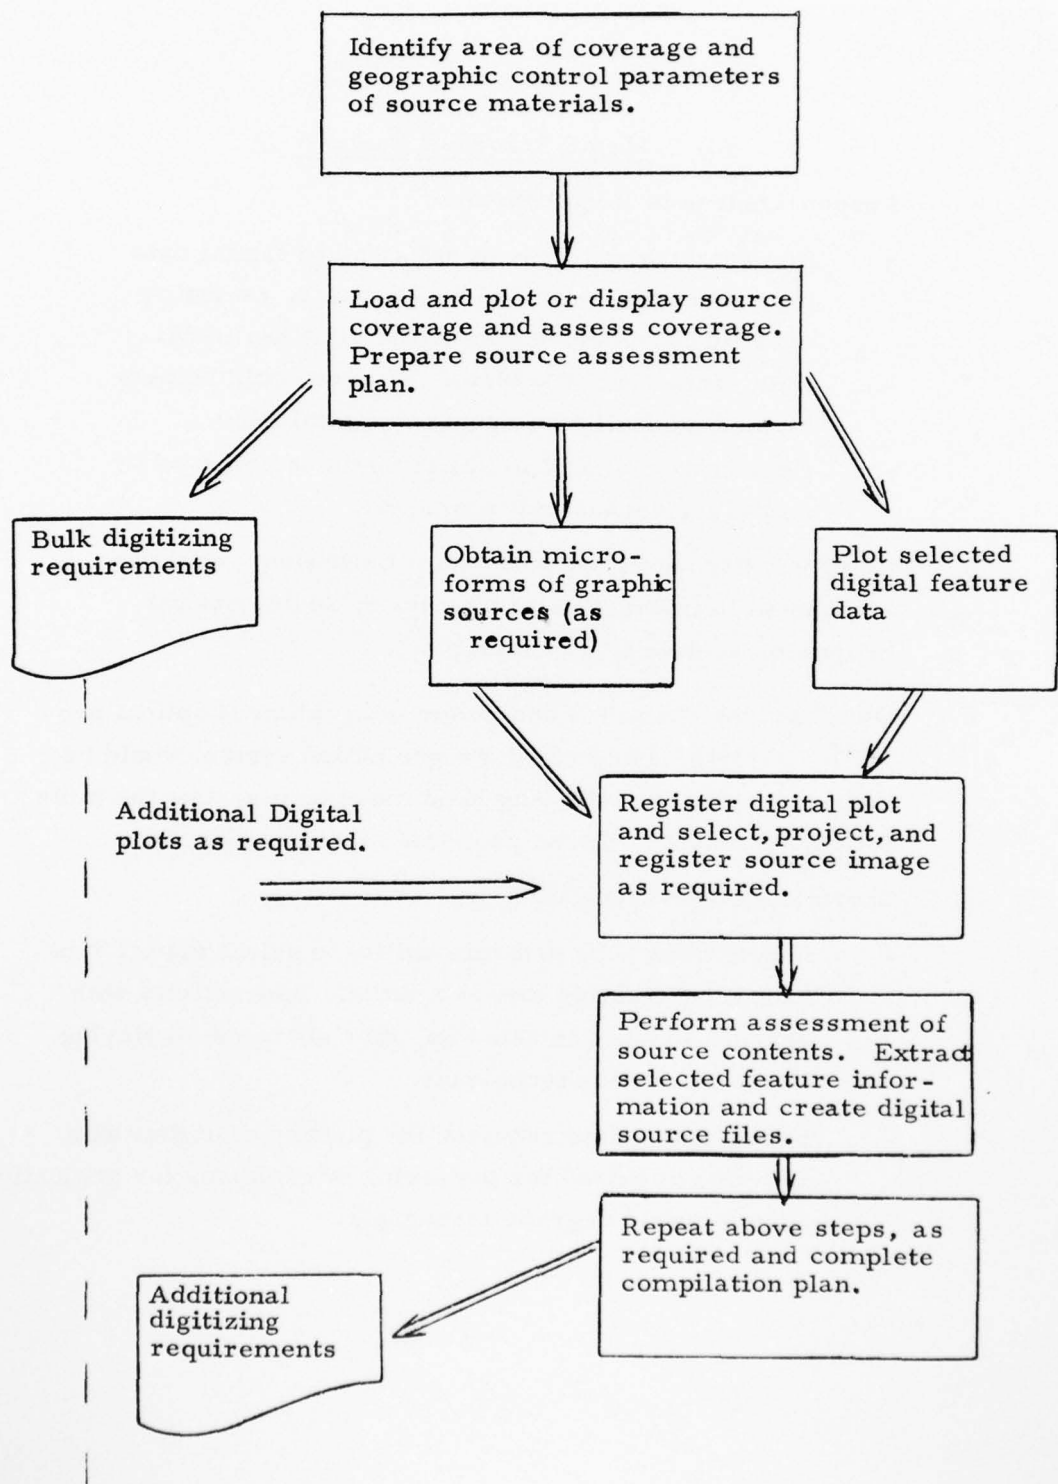 Identify area of coverage and
geographic control parameters
of source materials.
Load and plot or display source
coverage and assess coverage.
Prepare source assessment
plan.
Bulk digitizing
requirements
Obtain micro-
forms of graphic
sources (as
required)
Plot selected
digital feature
data
Additional Digital
plots as required.
Register digital plot
and select, project, and
register source image
as required.
Perform assessment of
source contents. Extract
selected feature infor-
mation and create digital
source files.
Repeat above steps, as
required and complete
compilation plan.
Additional
digitizing
requirements